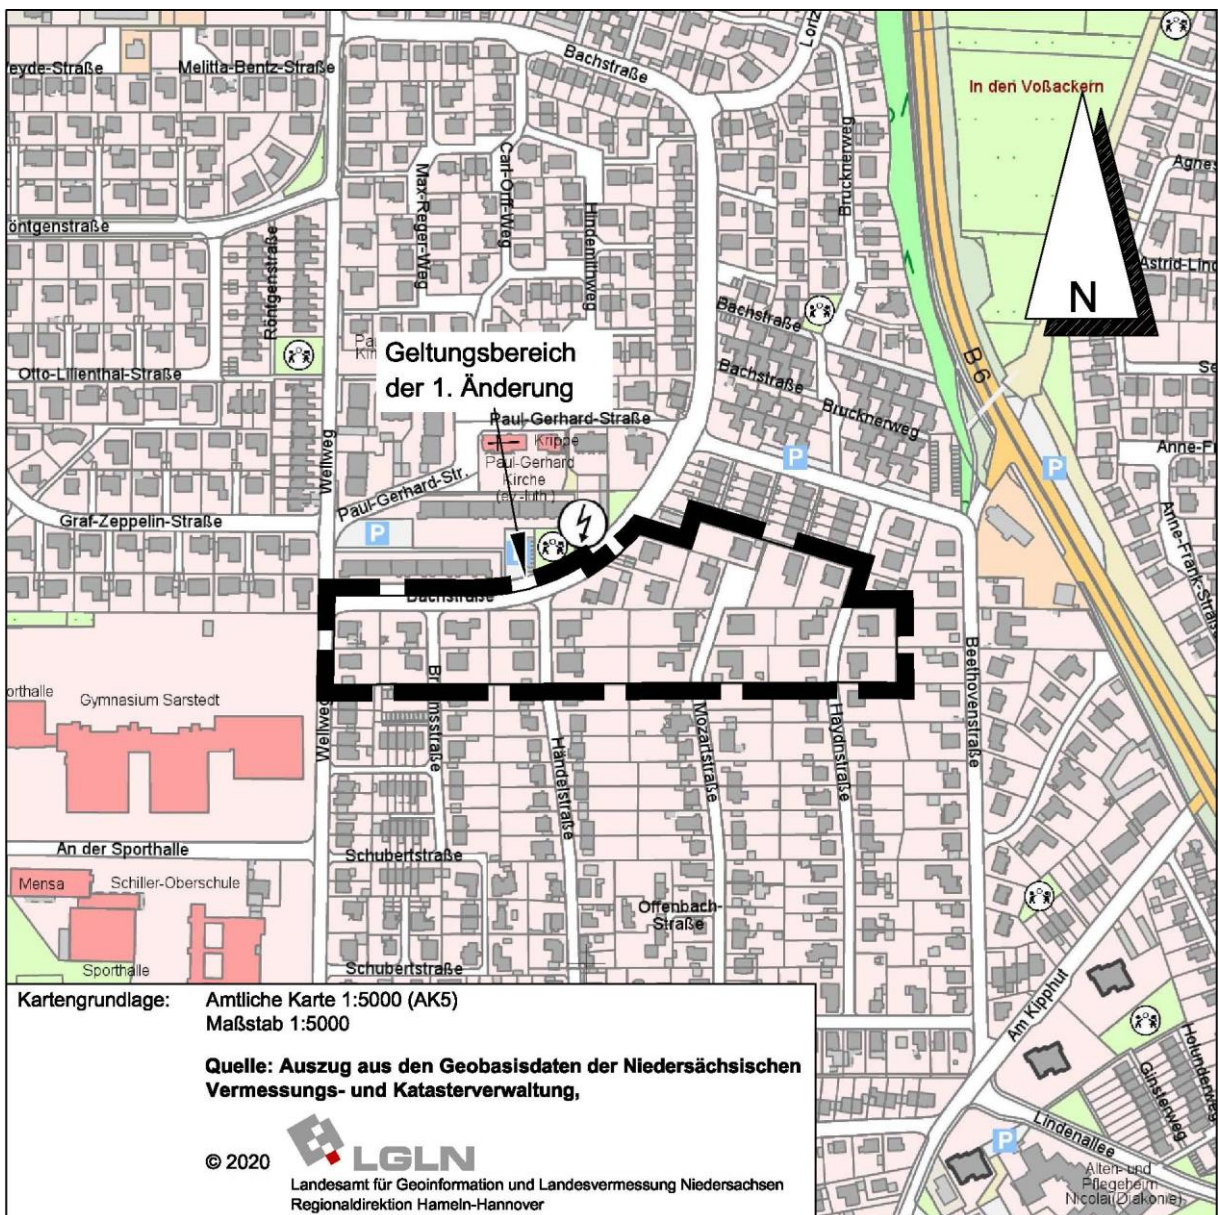 Bachstraße
Lortz
In den Voßackern
eyde-Straße
Melitta-Bentz-Straße
Brucknerweg
Agnes
Max-Reger-Weg
Carl-Orff-Weg
Hindemithweg
öntgenstraße
Röntgenstraße
Astrid-Lind
N
Bachstraße
B 6
Geltungsbereich
der 1. Änderung
Otto-Lilienthal-Straße
Bachstraße
Brucknerweg
Paul-Gerhard-Straße
Krippe
Paul-Gerhard
Kirche
(ev.-luth.)
Anne-Fr
Wellweg
Paul-Gerhard-Str.
P
P
Graf-Zeppelin-Straße
P
Anne-Frank-Straße
Bachstraße
Beethovenstraße
orthalle
Gymnasium Sarstedt
Wellweg
Händelstraße
Mozartstraße
Haydnstraße
An der Sporthalle
Schubertstraße
Mensa
Schiller-Oberschule
Offenbach-
Straße
Sporthalle
Schubertstraße
Am Kipphut
Holunderweg
Ginsterweg
Lindenallee
P
Alten- und
Pflegeheim
Nicolai(Diakonie)
Kartengrundlage:
Amtliche Karte 1:5000 (AK5)
Maßstab 1:5000
Quelle: Auszug aus den Geobasisdaten der Niedersächsischen
Vermessungs- und Katasterverwaltung,
© 2020
LGLN
Landesamt für Geoinformation und Landesvermessung Niedersachsen
Regionaldirektion Hameln-Hannover